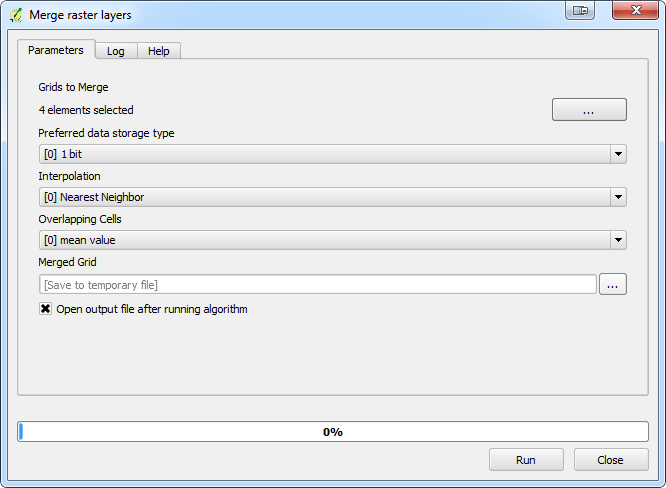 Merge raster layers
Parameters Log Help
Grids to Merge
4 elements selected
...
Preferred data storage type
[0] 1 bit
Interpolation
[0] Nearest Neighbor
Overlapping Cells
[0] mean value
Merged Grid
[Save to temporary file]
...
Open output file after running algorithm
0%
Run Close